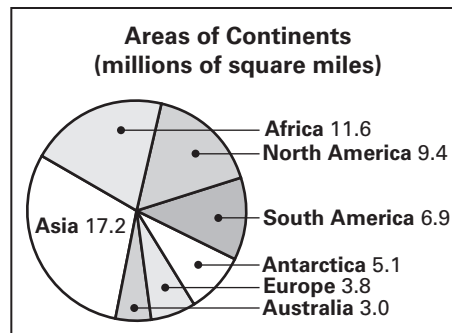 Areas of Continents
(millions of square miles)
Africa 11.6
North America 9.4
Asia 17.2
South America 6.9
Antarctica 5.1
Europe 3.8
Australia 3.0